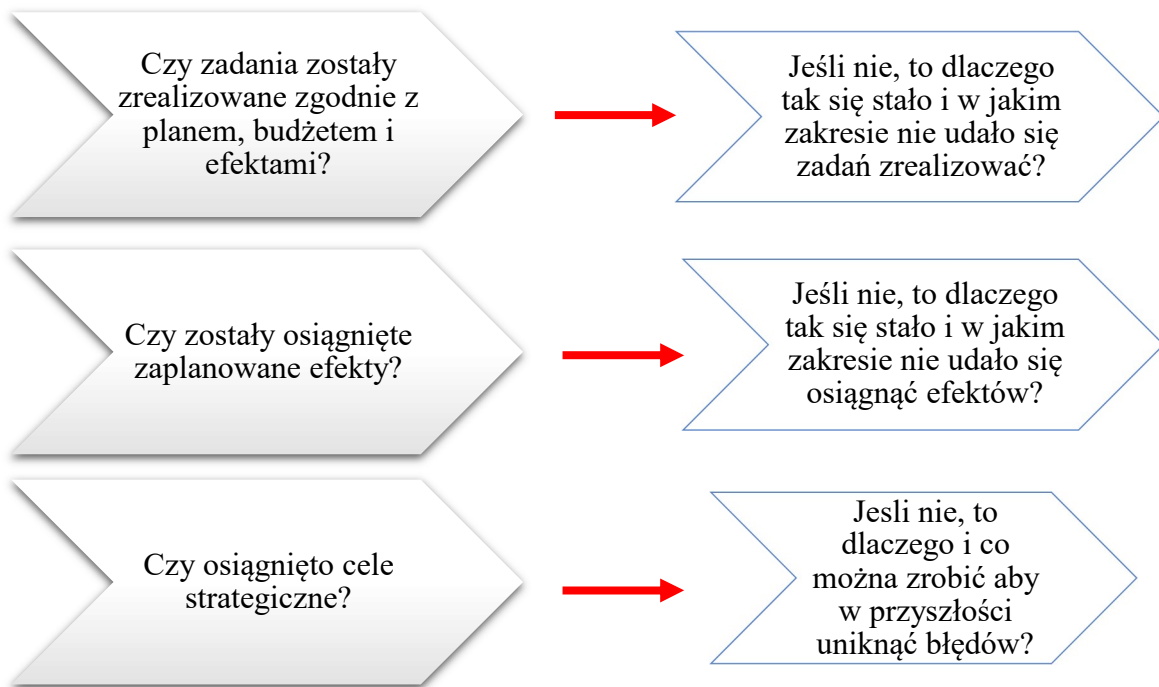 Czy zadania zostały
zrealizowane zgodnie z
planem, budżetem i
efektami?
Jeśli nie, to dlaczego
tak się stało i w jakim
zakresie nie udało się
zadań zrealizować?
Czy zostały osiągnięte
zaplanowane efekty?
Jeśli nie, to dlaczego
tak się stało i w jakim
zakresie nie udało się
osiągnąć efektów?
Czy osiągnięto cele
strategiczne?
Jesli nie, to
dlaczego i co
można zrobić aby
w przyszłości
uniknąć błędów?